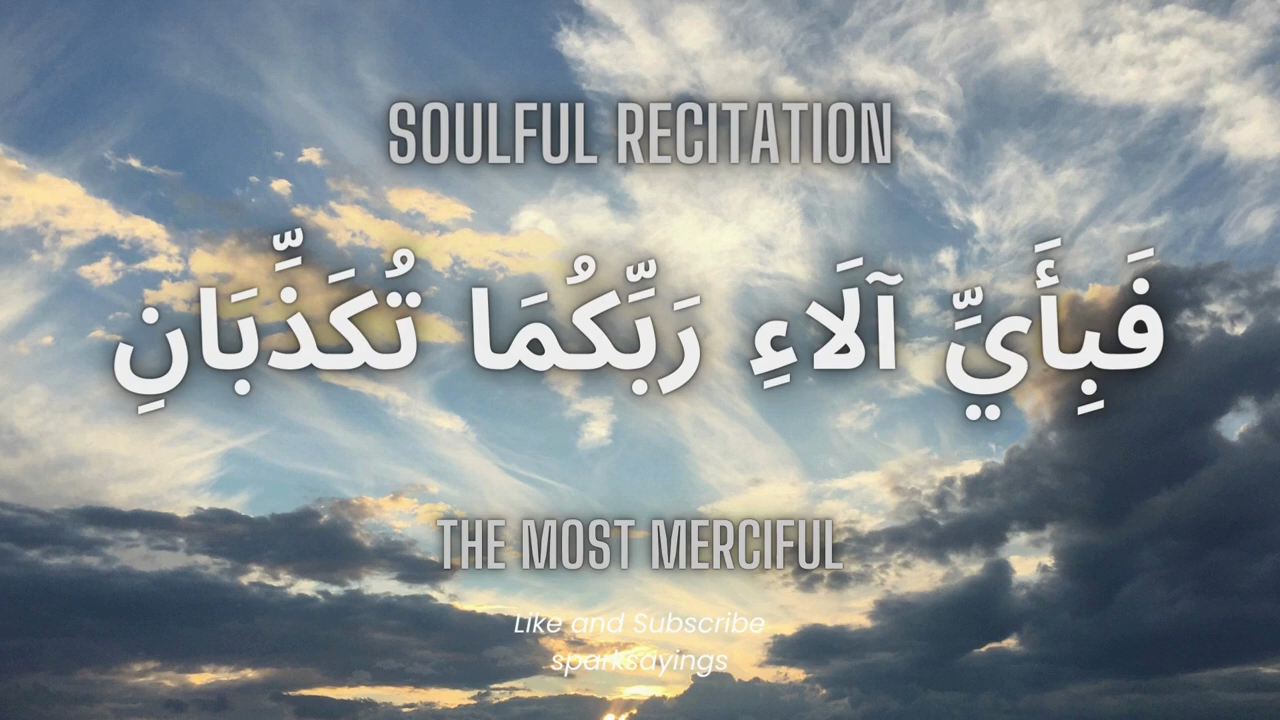 SOULFUL RECITATION
فَبِأَيِّ آلَاءِ رَبِّكُمَا تُكَذِّبَانِ
THE MOST MERCIFUL
Like and Subscribe
sparksayings